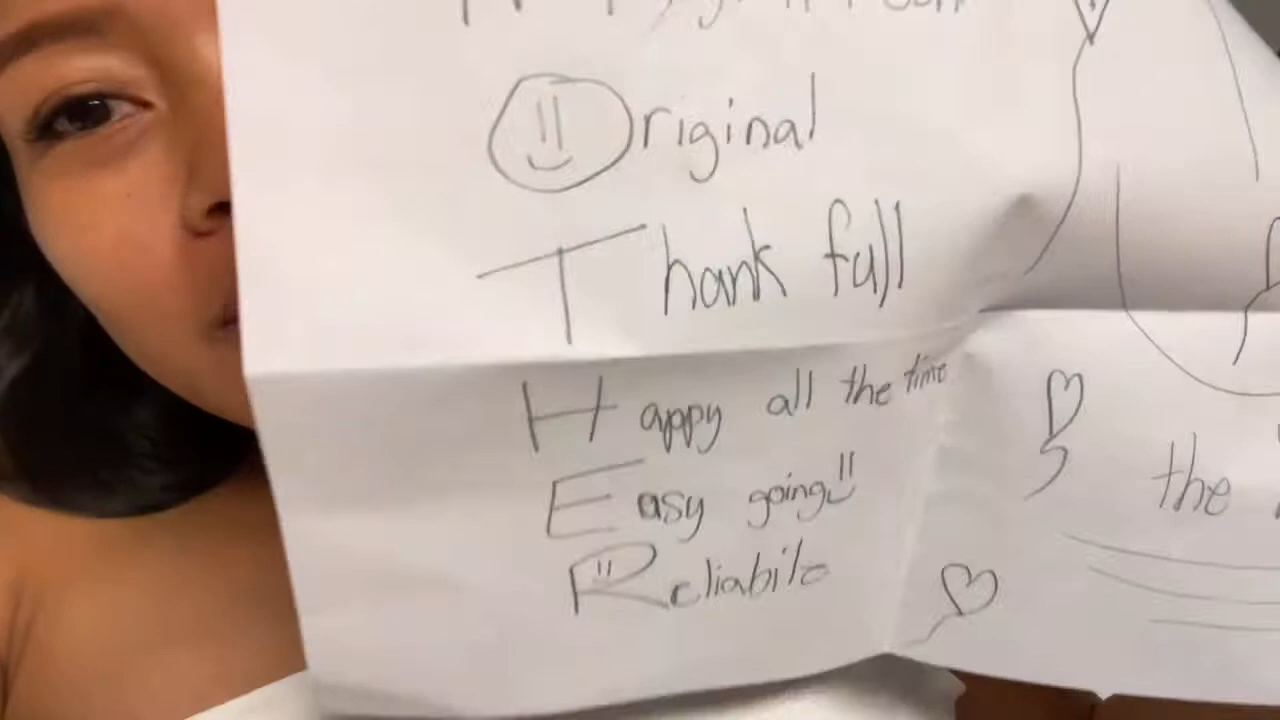 Original
Thank full
Happy all the time
Easy going
Reliabile
the